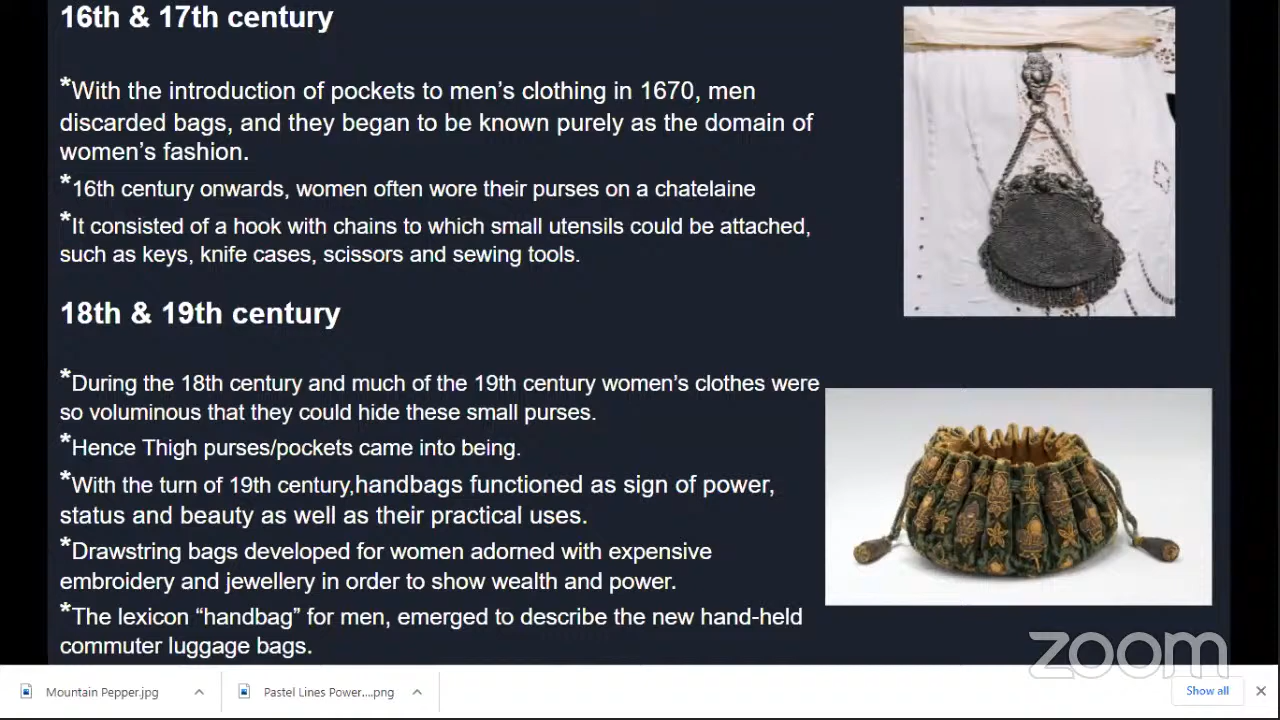 16th & 17th century
*With the introduction of pockets to men's clothing in 1670, men
discarded bags, and they began to be known purely as the domain of
women's fashion.
*16th century onwards, women often wore their purses on a chatelaine
*It consisted of a hook with chains to which small utensils could be attached,
such as keys, knife cases, scissors and sewing tools.
18th & 19th century
*During the 18th century and much of the 19th century women's clothes were
so voluminous that they could hide these small purses.
*Hence Thigh purses/pockets came into being.
*With the turn of 19th century,handbags functioned as sign of power,
status and beauty as well as their practical uses.
*Drawstring bags developed for women adorned with expensive
embroidery and jewellery in order to show wealth and power.
*The lexicon “handbag” for men, emerged to describe the new hand-held
commuter luggage bags.
zoom
Mountain Pepper.jpg
Pastel Lines Power....png
Show all